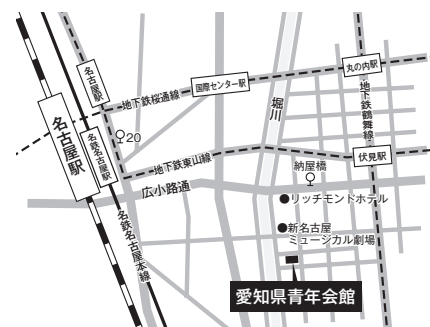 名古屋駅
国際センター駅
丸の内駅
地下鉄桜通線
堀川
地下鉄鶴舞線
名古屋駅
名鉄名古屋駅
20
地下鉄東山線
納屋橋
伏見駅
広小路通
●リッチモンドホテル
名鉄名古屋本線
●新名古屋
ミュージカル劇場
愛知県青年会館